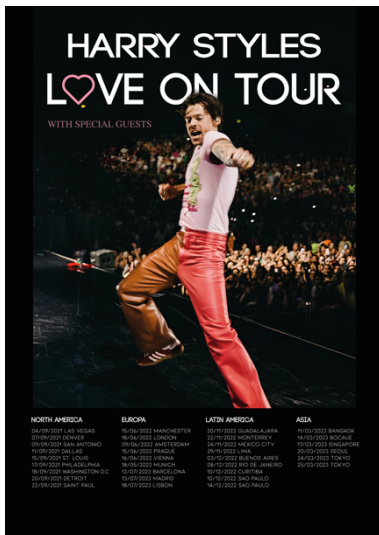 HARRY STYLES
LOVE ON TOUR
WITH SPECIAL GUESTS
NORTH AMERICA
04/09/2021 LAS VEGAS
07/09/2021 DENVER
09/09/2021 SAN ANTONIO
11/09/2021 DALLAS
15/09/2021 ST. LOUIS
17/09/2021 PHILADELPHIA
18/09/2021 WASHINGTON D.C
20/09/2021 DETROIT
22/09/2021 SAINT PAUL
EUROPA
15/06/2022 MANCHESTER
18/06/2022 LONDON
09/06/2022 AMSTERDAM
15/06/2022 PRAGUE
16/06/2022 VIENNA
18/05/2023 MUNICH
12/07/2023 BARCELONA
13/07/2023 MADRID
18/07/2023 LISBON
LATIN AMERICA
20/11/2022 GUADALAJARA
22/11/2022 MONTERREY
24/11/2022 MEXICO CITY
29/11/2022 LIMA
03/12/2022 BUENOS AIRES
08/12/2022 RIO DE JANEIRO
10/12/2022 CURITIBA
10/12/2022 SAO PAULO
14/12/2022 SAO PAULO
ASIA
11/03/2023 BANGKOK
14/03/2023 BOCAUE
17/03/2023 SINGAPORE
20/03/2023 SEOUL
24/03/2023 TOKYO
25/03/2023 TOKYO